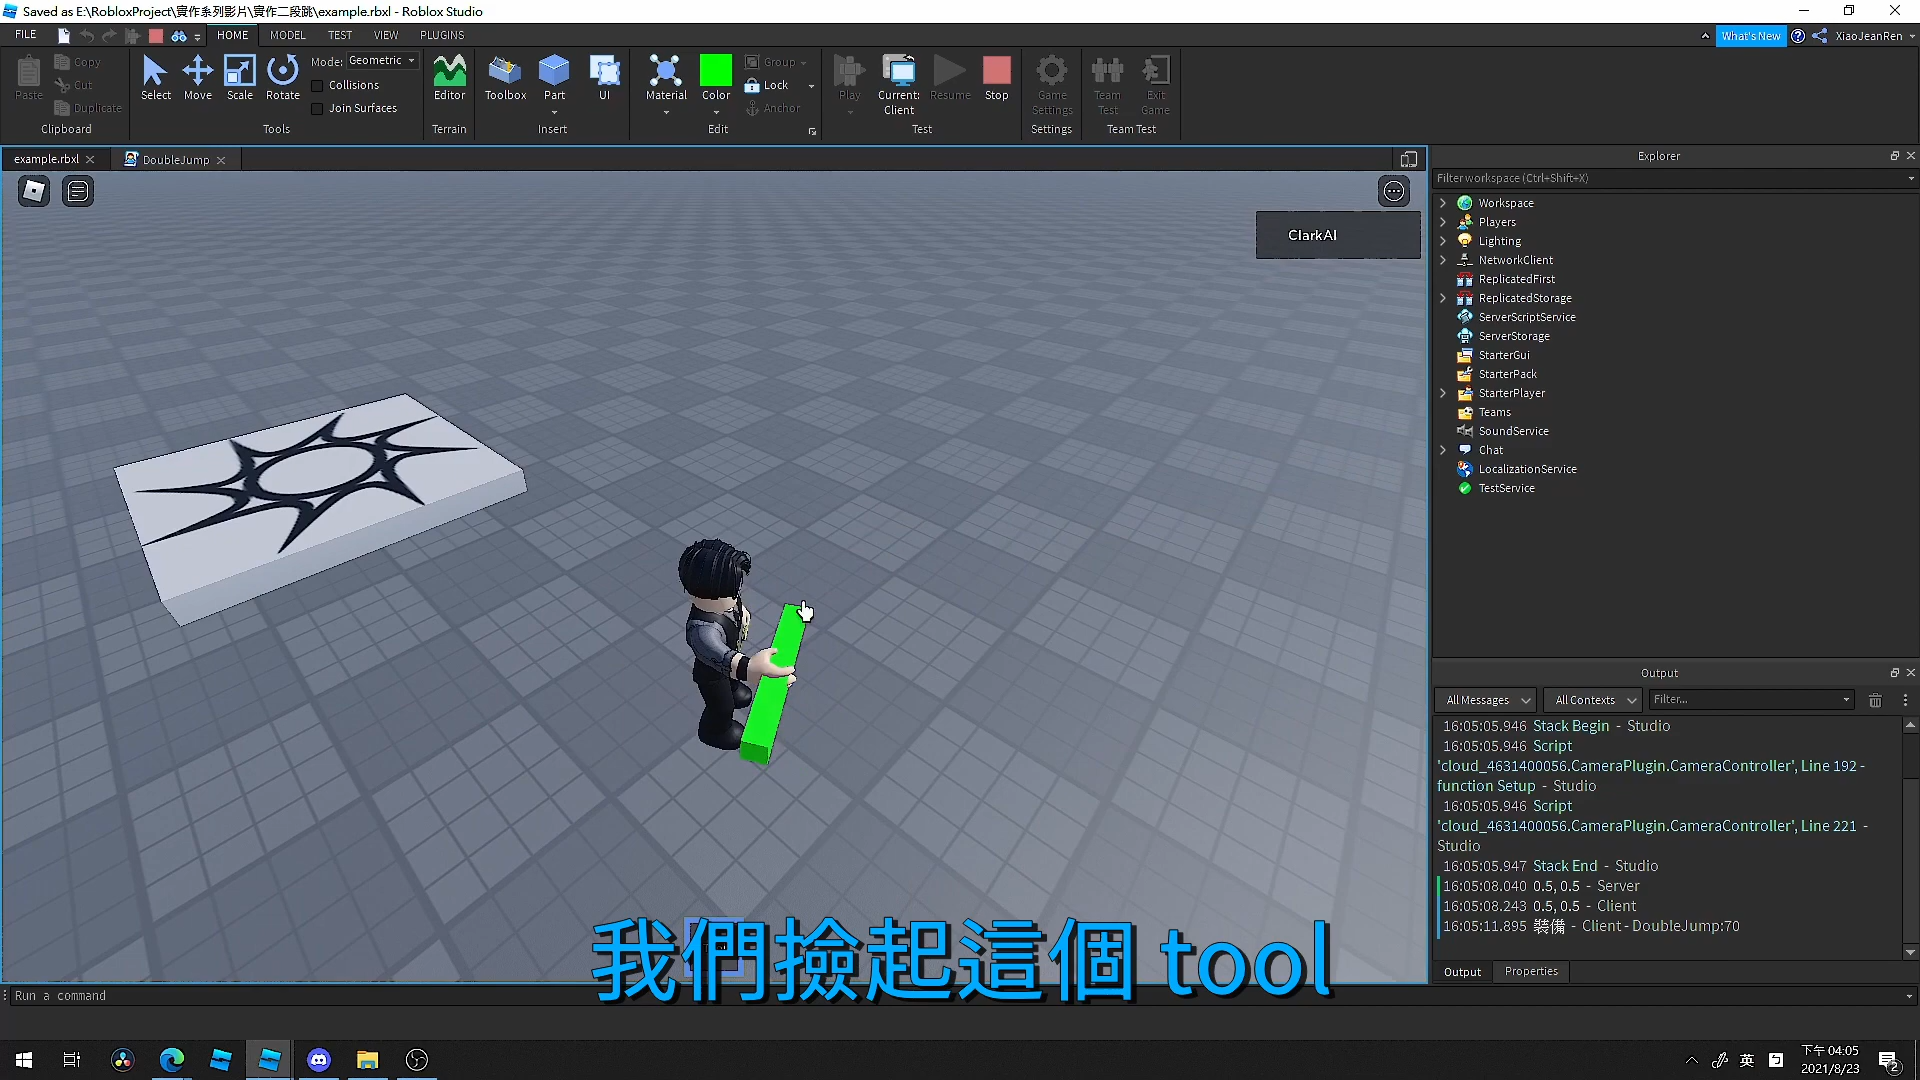 Saved as E:\RobloxProject\實作系列影片\實作二段跳\example.rbxl - Roblox Studio
FILE HOME MODEL TEST VIEW PLUGINS What's New XiaoJeanRen
Paste Copy Cut Duplicate Clipboard
Select Move Scale Rotate Mode: Geometric Collisions Join Surfaces Tools
Editor Terrain
Toolbox Part UI Insert
Material Color Group Lock Anchor Edit
Play Current: Client Resume Stop Test
Game Settings Settings
Team Test Exit Game Team Test
example.rbxl DoubleJump
ClarkAI
Explorer
Filter workspace (Ctrl+Shift+X)
Workspace
Players
Lighting
NetworkClient
ReplicatedFirst
ReplicatedStorage
ServerScriptService
ServerStorage
StarterGui
StarterPack
StarterPlayer
Teams
SoundService
Chat
LocalizationService
TestService
Output
All Messages All Contexts Filter...
16:05:05.946 Stack Begin - Studio
16:05:05.946 Script
'cloud_4631400056.CameraPlugin.CameraController', Line 192 -
function Setup - Studio
16:05:05.946 Script
'cloud_4631400056.CameraPlugin.CameraController', Line 221 -
Studio
16:05:05.947 Stack End - Studio
16:05:08.040 0.5, 0.5 - Server
16:05:08.243 0.5, 0.5 - Client
16:05:11.895 裝備 - Client - DoubleJump:70
Output Properties
我們撿起這個 tool
Run a command
英
下午 04:05
2021/8/23
2